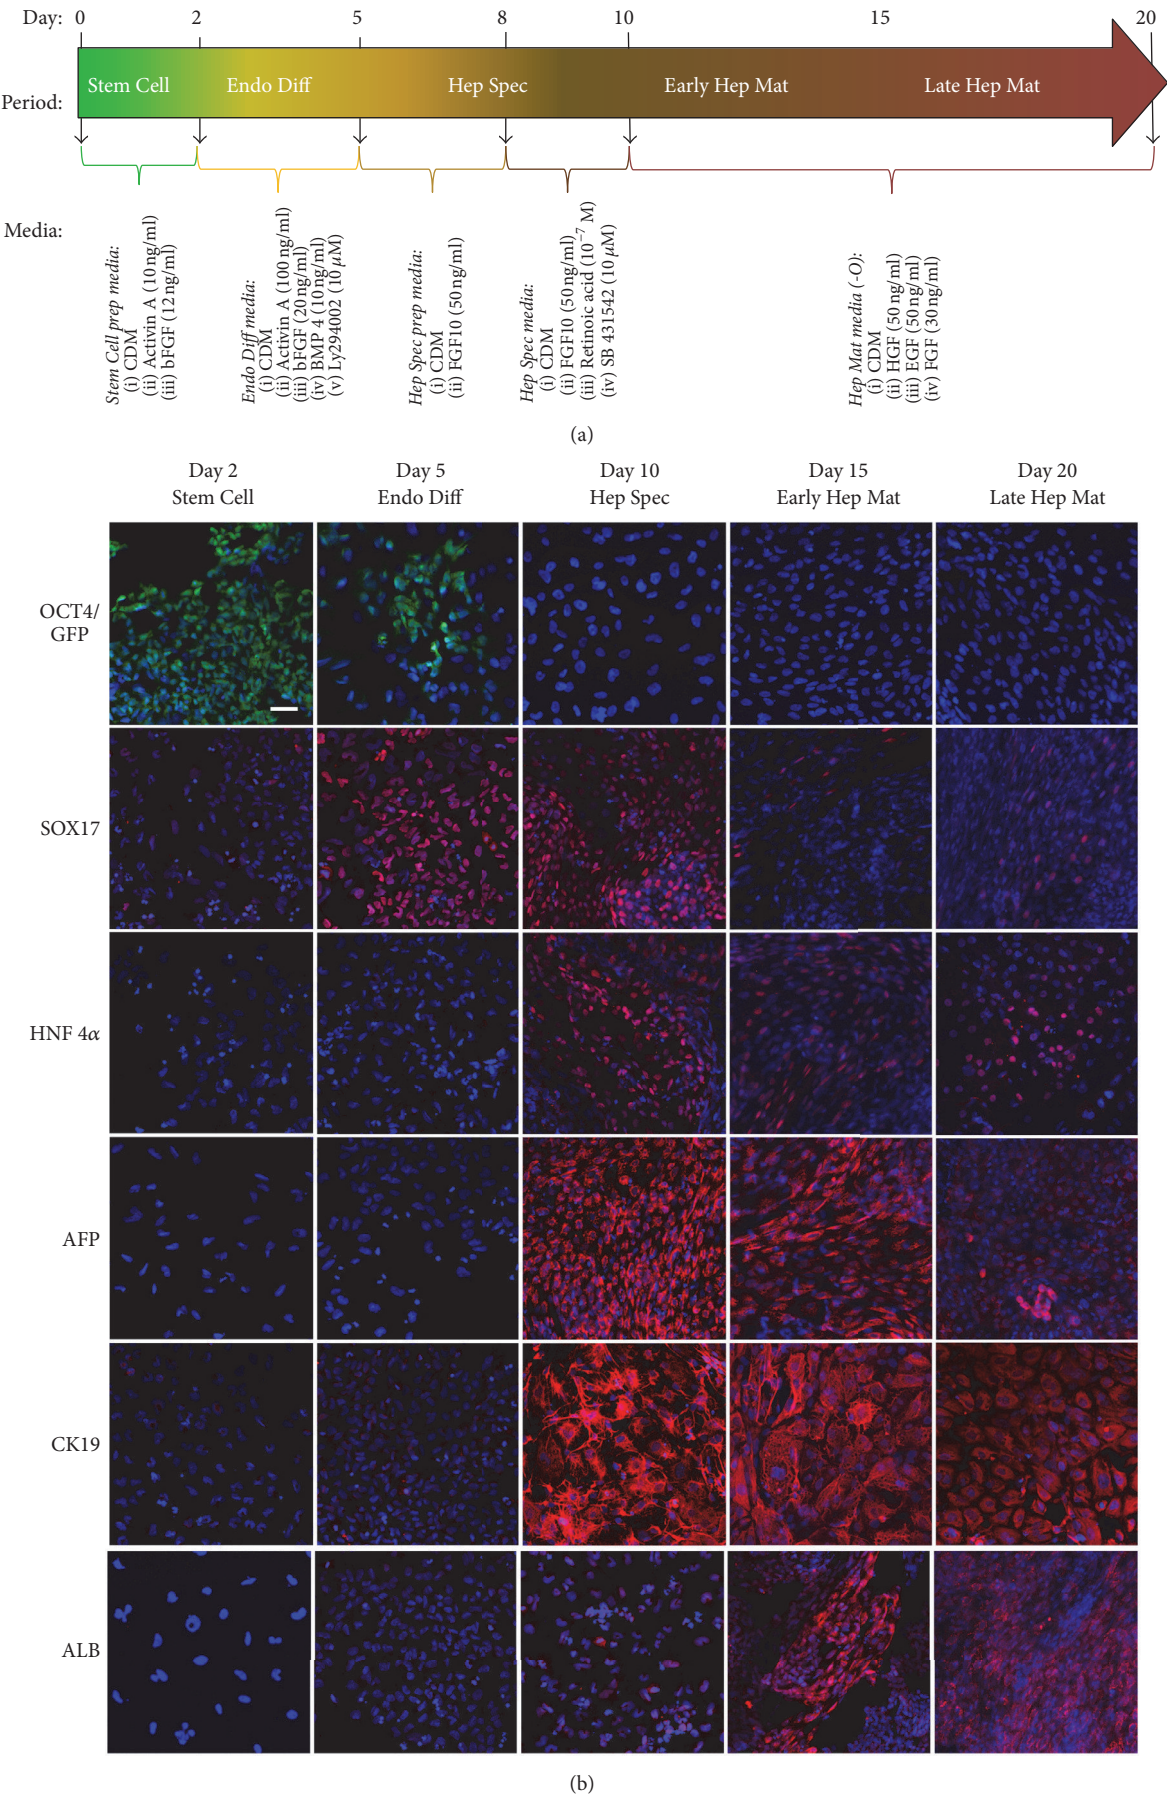 Day: 0 2 5 8 10 15 20
Period: Stem Cell Endo Diff Hep Spec Early Hep Mat Late Hep Mat
Media:
Stem Cell prep media:
(i) CDM
(ii) Activin A (10 ng/ml)
(iii) bFGF (12 ng/ml)
Endo Diff media:
(i) CDM
(ii) Activin A (100 ng/ml)
(iii) bFGF (20 ng/ml)
(iv) BMP 4 (10 ng/ml)
(v) Ly294002 (10 μM)
Hep Spec prep media:
(i) CDM
(ii) FGF10 (50 ng/ml)
Hep Spec media:
(i) CDM
(ii) FGF10 (50 ng/ml)
(iii) Retinoic acid (10⁻⁷ M)
(iv) SB 431542 (10 μM)
Hep Mat media (-O):
(i) CDM
(ii) HGF (50 ng/ml)
(iii) EGF (50 ng/ml)
(iv) FGF (30 ng/ml)
(a)
Day 2 Day 5 Day 10 Day 15 Day 20
Stem Cell Endo Diff Hep Spec Early Hep Mat Late Hep Mat
OCT4/
GFP
SOX17
HNF 4α
AFP
CK19
ALB
(b)